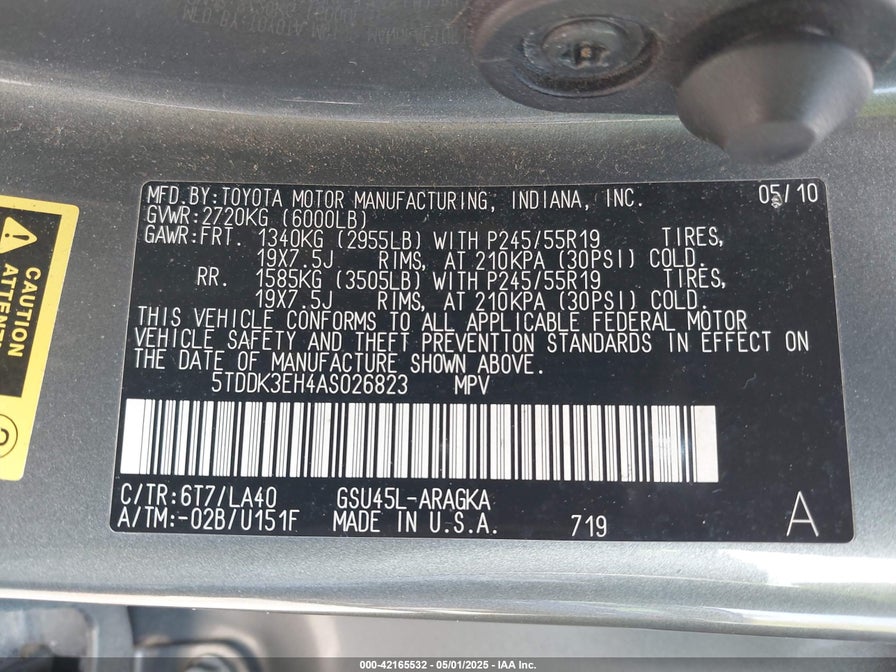 MFD.BY:TOYOTA MOTOR MANUFACTURING, INDIANA, INC. 05/10
GVWR:2720KG (6000LB)
GAWR:FRT. 1340KG (2955LB) WITH P245/55R19 TIRES,
19X7.5J RIMS, AT 210KPA (30PSI) COLD.
RR. 1585KG (3505LB) WITH P245/55R19 TIRES,
19X7.5J RIMS, AT 210KPA (30PSI) COLD.
THIS VEHICLE CONFORMS TO ALL APPLICABLE FEDERAL MOTOR
VEHICLE SAFETY AND THEFT PREVENTION STANDARDS IN EFFECT ON
THE DATE OF MANUFACTURE SHOWN ABOVE.
5TDDK3EH4AS026823 MPV
C/TR:6T7/LA40 GSU45L-ARAGKA
A/TM:-02B/U151F MADE IN U.S.A. 719 A
CAUTION
000-42165532 - 05/01/2025 - IAA Inc.